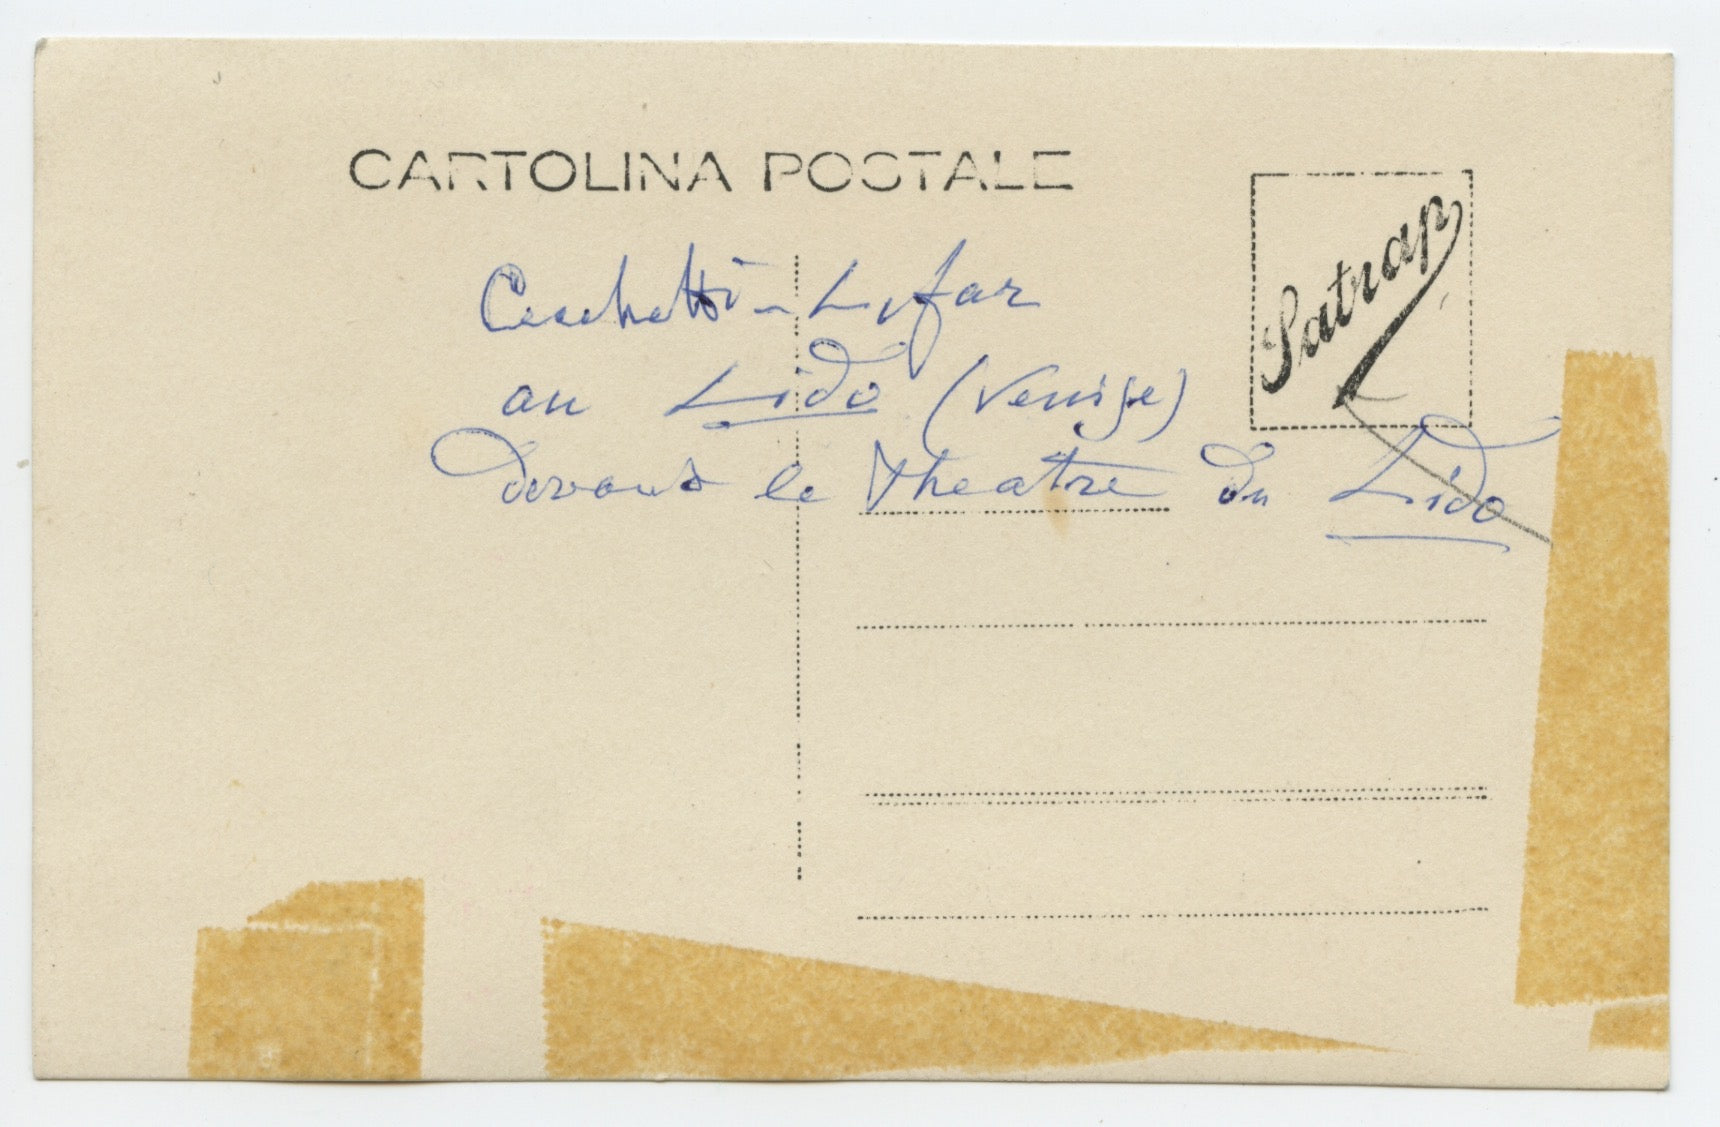 CARTOLINA POSTALE
Satrap
Cecchetti - Lifar
au Lido (Venise)
devant le theatre du Lido